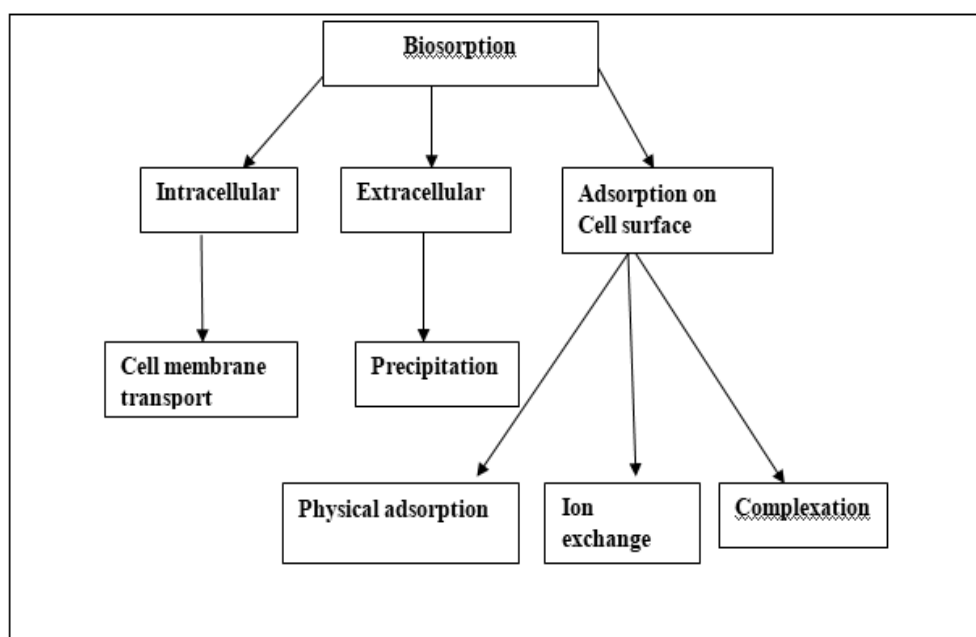 Biosorption
Intracellular
Extracellular
Adsorption on
Cell surface
Cell membrane
transport
Precipitation
Physical adsorption
Ion
exchange
Complexation